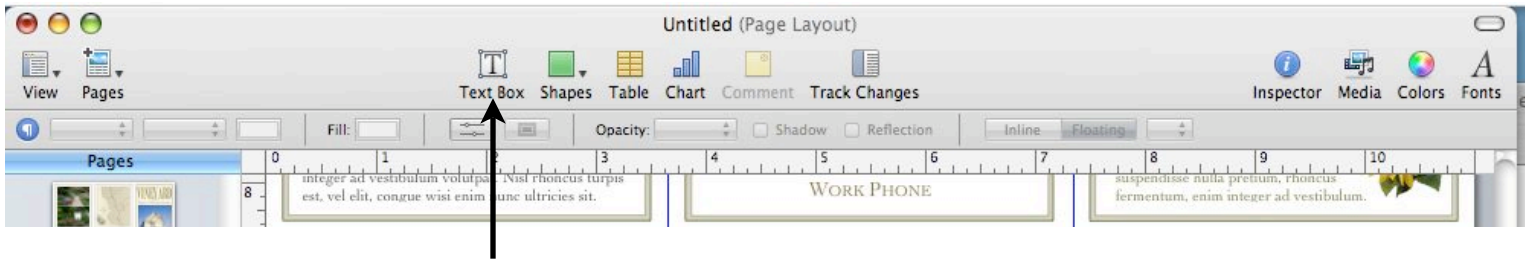 Untitled (Page Layout)
View Pages Text Box Shapes Table Chart Comment Track Changes Inspector Media Colors Fonts
Fill: Opacity: Shadow Reflection Inline Floating
Pages 0 1 2 3 4 5 6 7 8 9 10
8
integer ad vestibulum volutpat. Nisl rhoncus turpis
est, vel elit, congue wisi enim nunc ultricies sit.
WORK PHONE
suspendisse nulla pretium, rhoncus
fermentum, enim integer ad vestibulum.